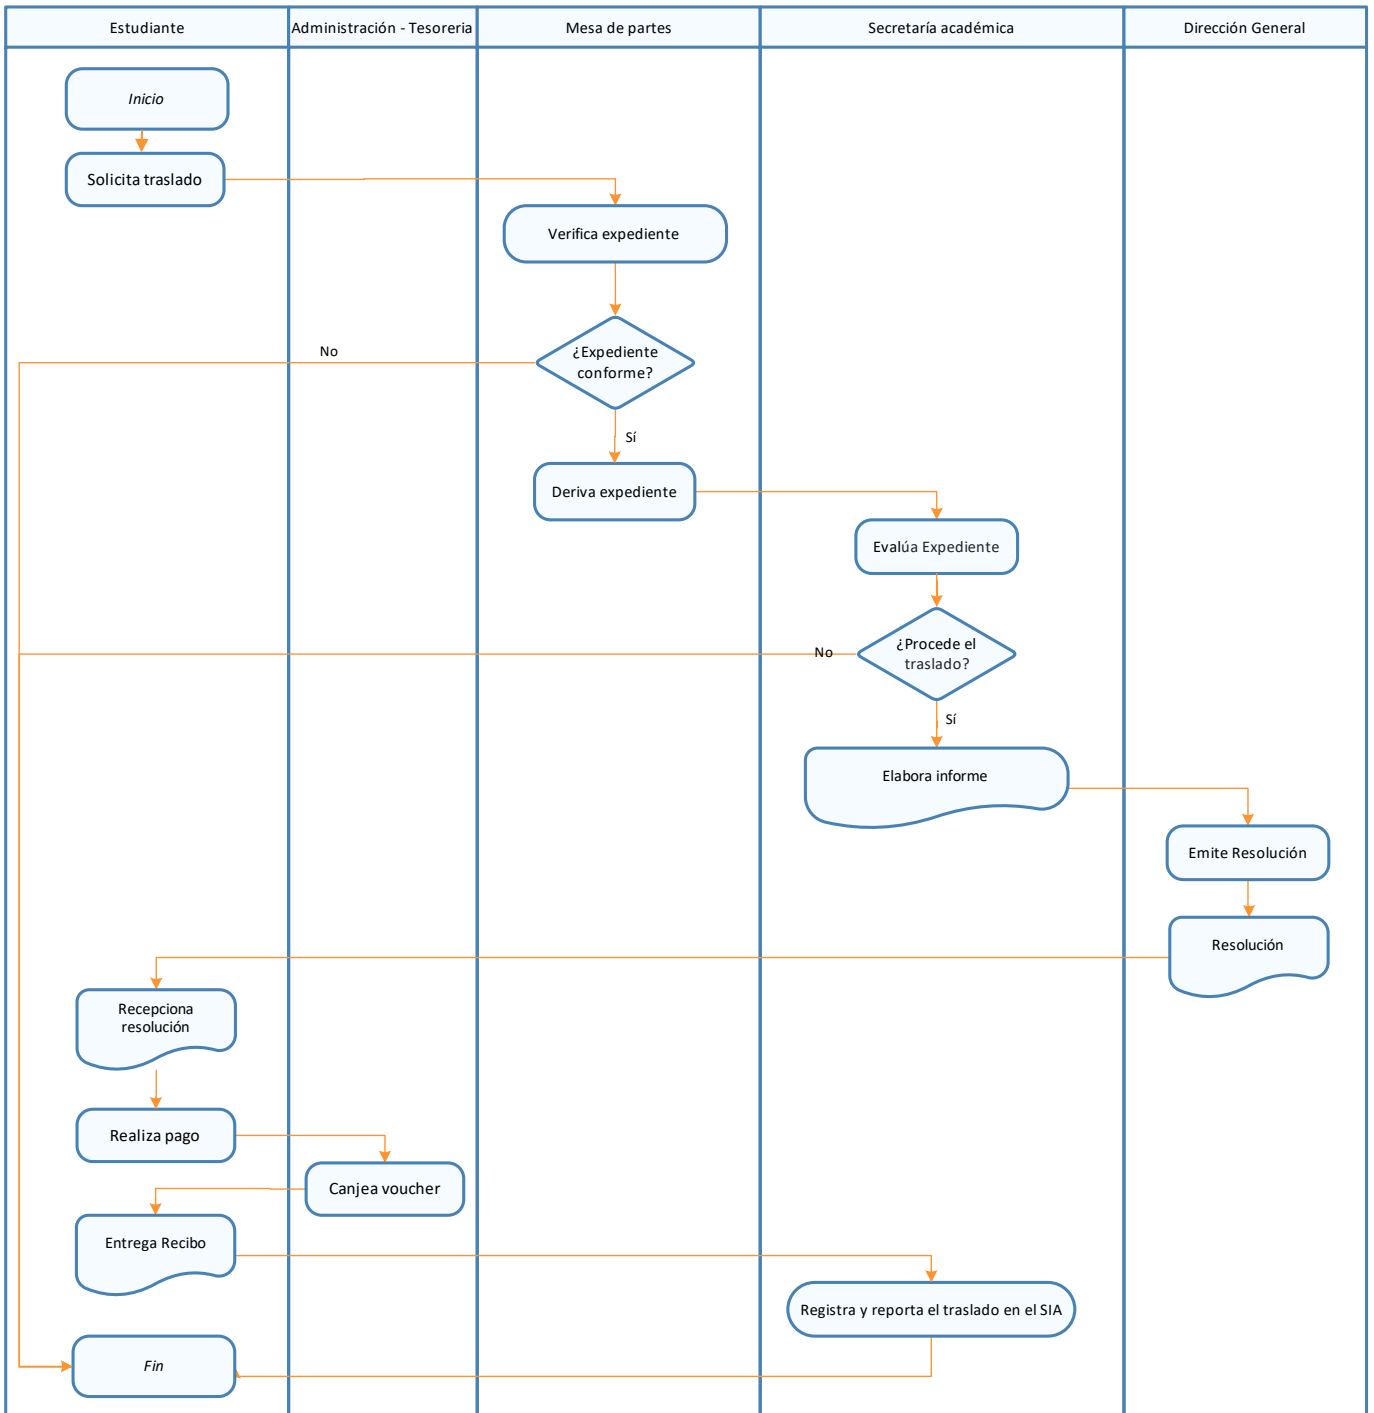 Estudiante
Administración - Tesoreria
Mesa de partes
Secretaría académica
Dirección General
Inicio
Solicita traslado
Verifica expediente
¿Expediente
conforme?
No
Sí
Deriva expediente
Evalúa Expediente
¿Procede el
traslado?
No
Sí
Elabora informe
Emite Resolución
Resolución
Recepciona
resolución
Realiza pago
Canjea voucher
Entrega Recibo
Registra y reporta el traslado en el SIA
Fin